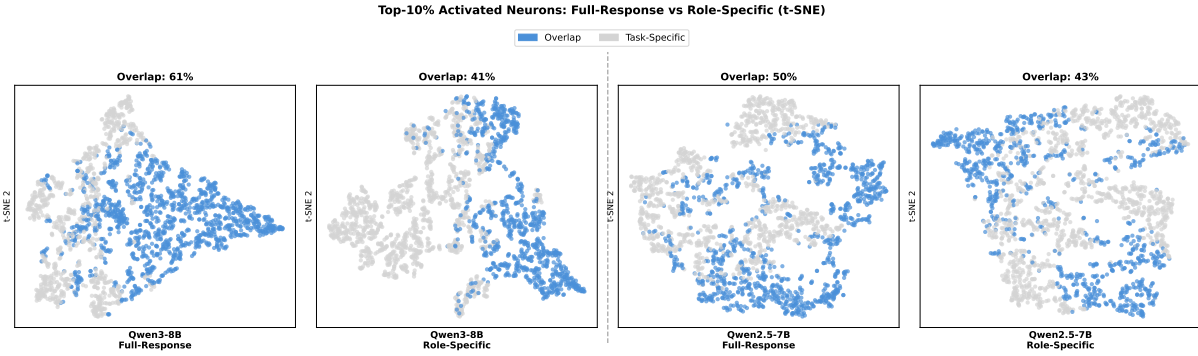 Top-10% Activated Neurons: Full-Response vs Role-Specific (t-SNE)
Overlap Task-Specific
Overlap: 61%
t-SNE 2
Qwen3-8B
Full-Response
Overlap: 41%
t-SNE 2
Qwen3-8B
Role-Specific
Overlap: 50%
t-SNE 2
Qwen2.5-7B
Full-Response
Overlap: 43%
t-SNE 2
Qwen2.5-7B
Role-Specific